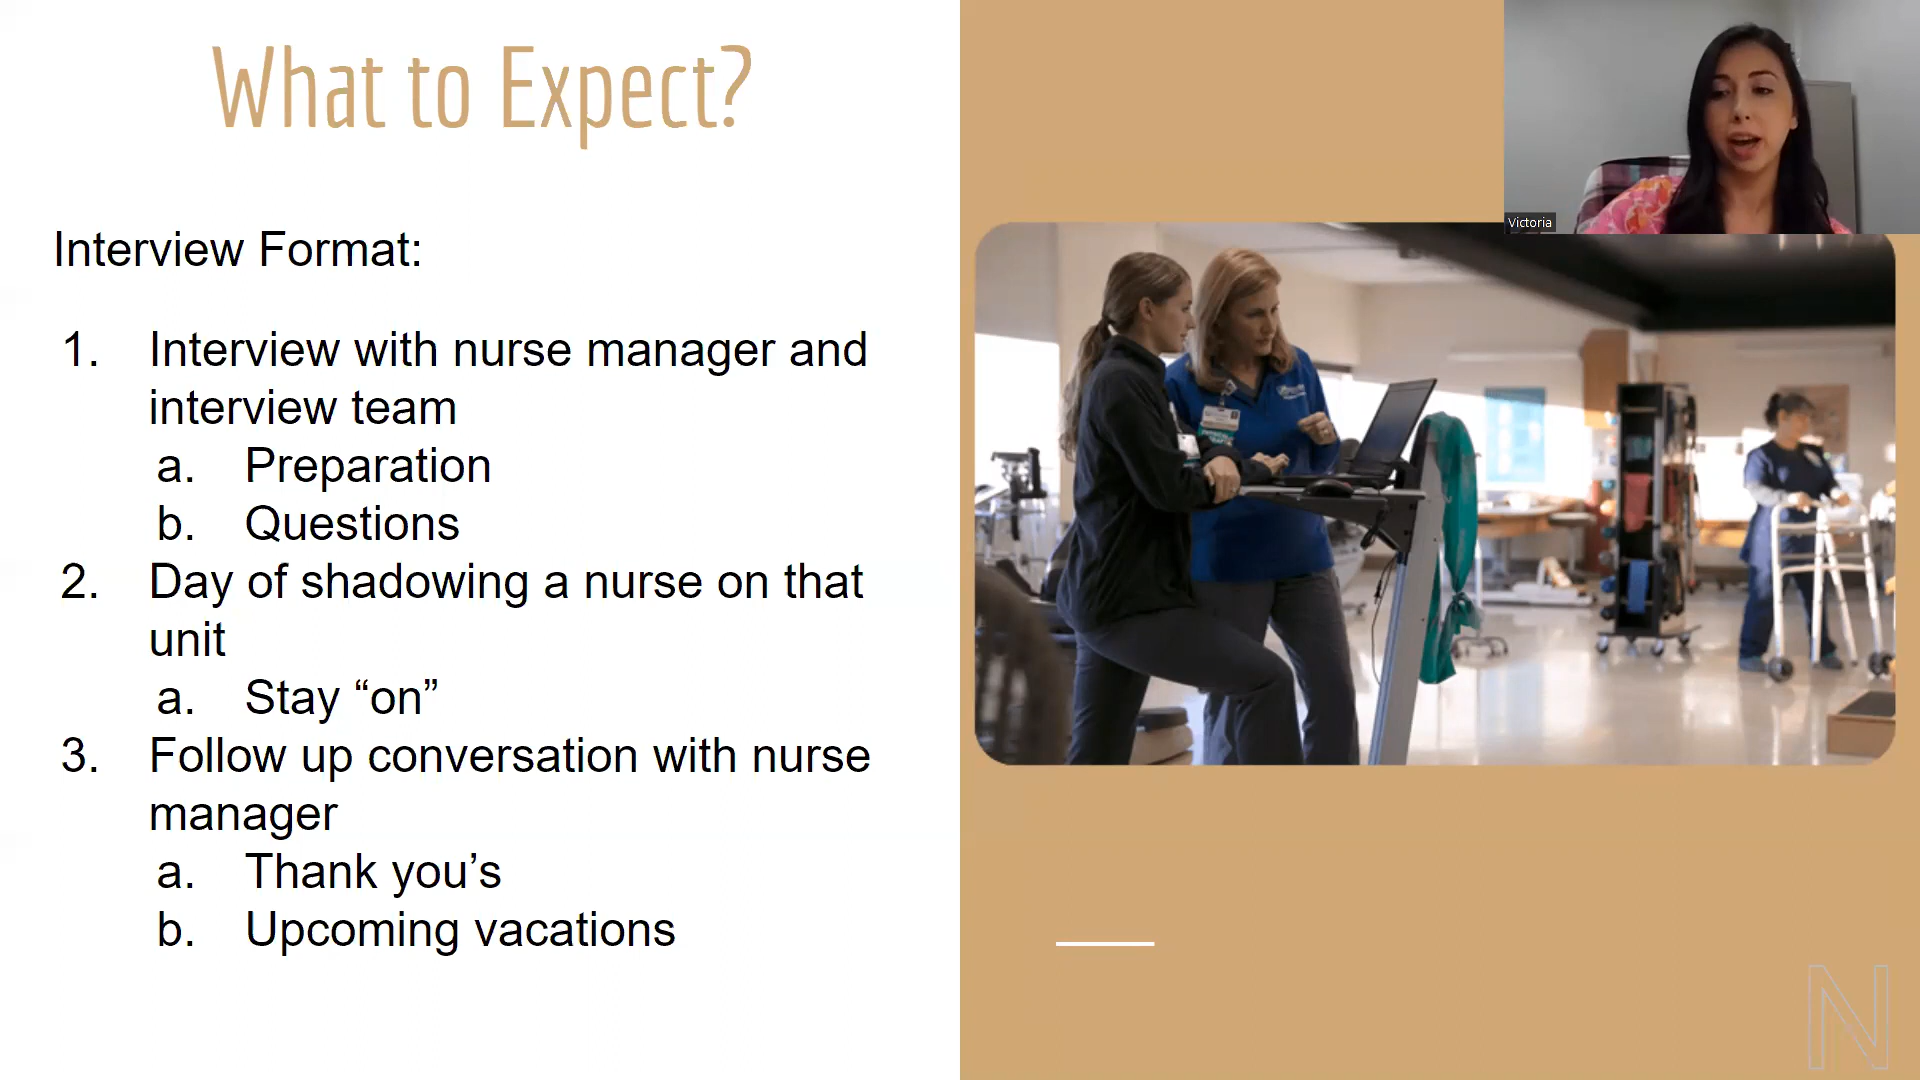 What to Expect?
Victoria
Interview Format:
1. Interview with nurse manager and
interview team
a. Preparation
b. Questions
2. Day of shadowing a nurse on that
unit
a. Stay “on”
3. Follow up conversation with nurse
manager
a. Thank you’s
b. Upcoming vacations
N